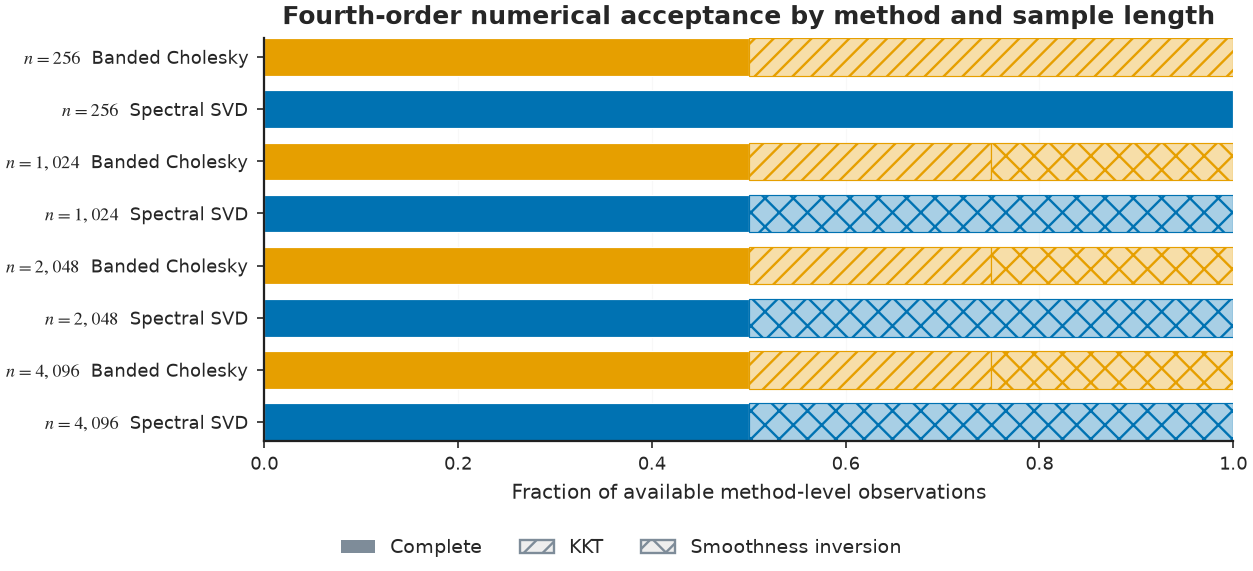 Fourth-order numerical acceptance by method and sample length
n = 256 Banded Cholesky
n = 256 Spectral SVD
n = 1, 024 Banded Cholesky
n = 1, 024 Spectral SVD
n = 2, 048 Banded Cholesky
n = 2, 048 Spectral SVD
n = 4, 096 Banded Cholesky
n = 4, 096 Spectral SVD
0.0 0.2 0.4 0.6 0.8 1.0
Fraction of available method-level observations
Complete KKT Smoothness inversion